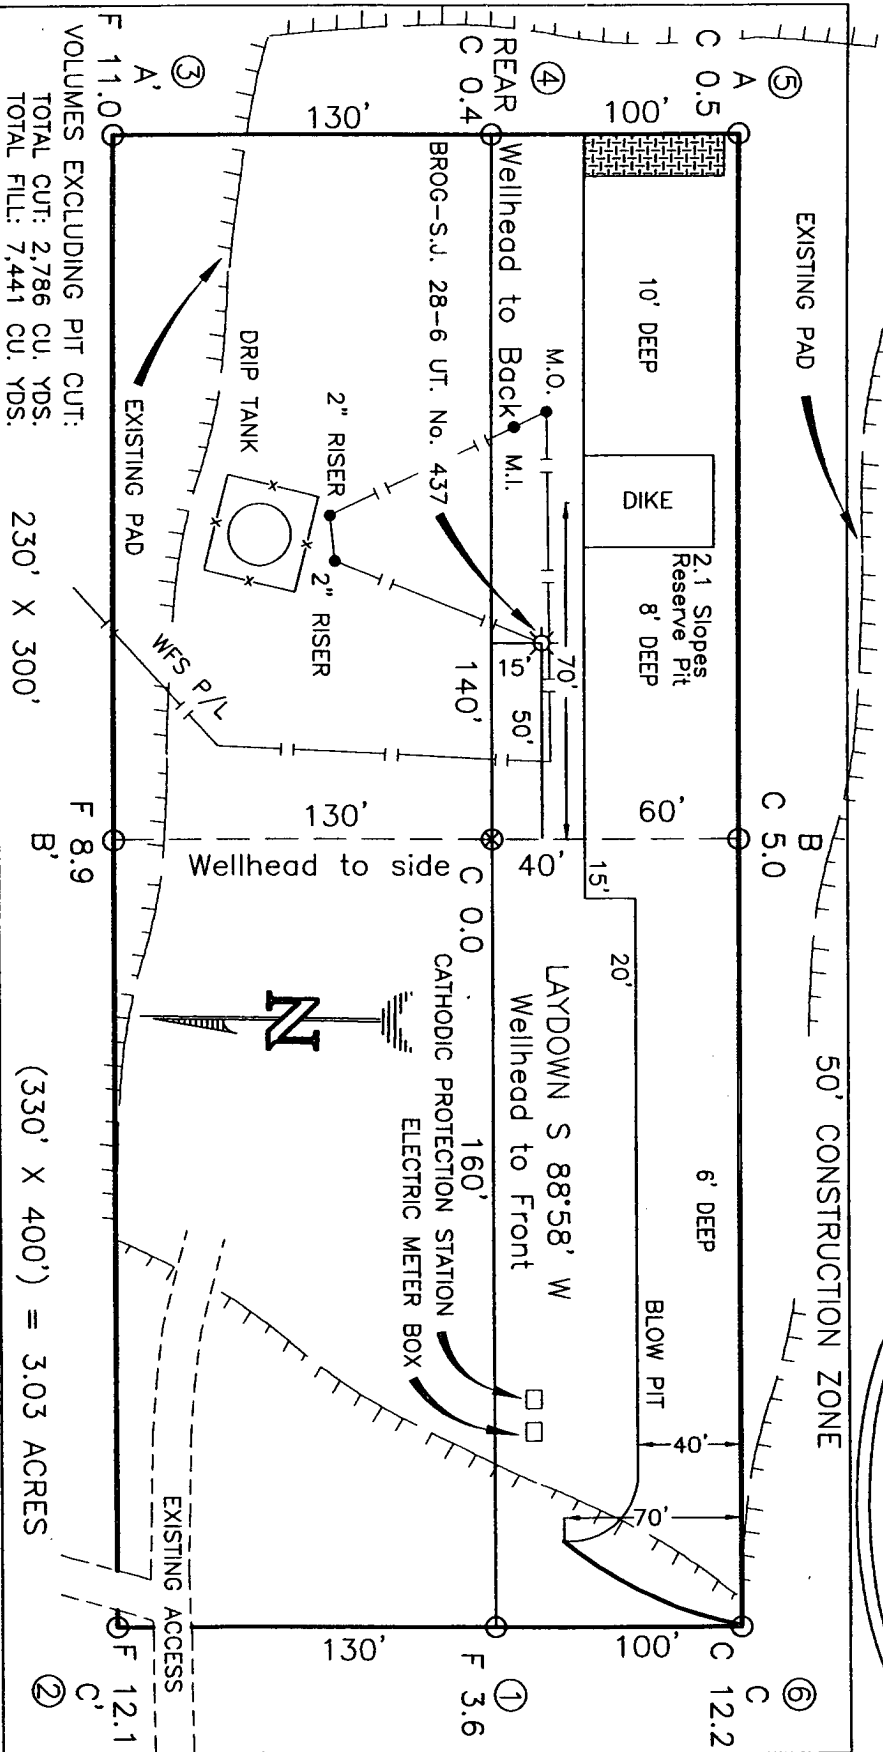 50' CONSTRUCTION ZONE
EXISTING PAD
⑤
A
C 0.5
B
C 5.0
⑥
C
C 12.2
100'
10' DEEP
DIKE
2.1 Slopes
Reserve Pit
8' DEEP
60'
6' DEEP
BLOW PIT
40'
70'
100'
15'
20'
④
REAR
C 0.4
Wellhead to Back
M.O.
M.I.
BROG-S.J. 28-6 UT. No. 437
70'
15'
50'
140'
40'
C 0.0
LAYDOWN S 88°58' W
Wellhead to Front
160'
CATHODIC PROTECTION STATION
ELECTRIC METER BOX
①
F 3.6
130'
2" RISER
2" RISER
DRIP TANK
130'
Wellhead to side
N
130'
EXISTING PAD
WFS P/L
EXISTING ACCESS
③
A'
F 11.0
F 8.9
B'
F 12.1
C'
②
VOLUMES EXCLUDING PIT CUT:
TOTAL CUT: 2,786 CU. YDS.
TOTAL FILL: 7,441 CU. YDS.
230' X 300'
(330' X 400') = 3.03 ACRES